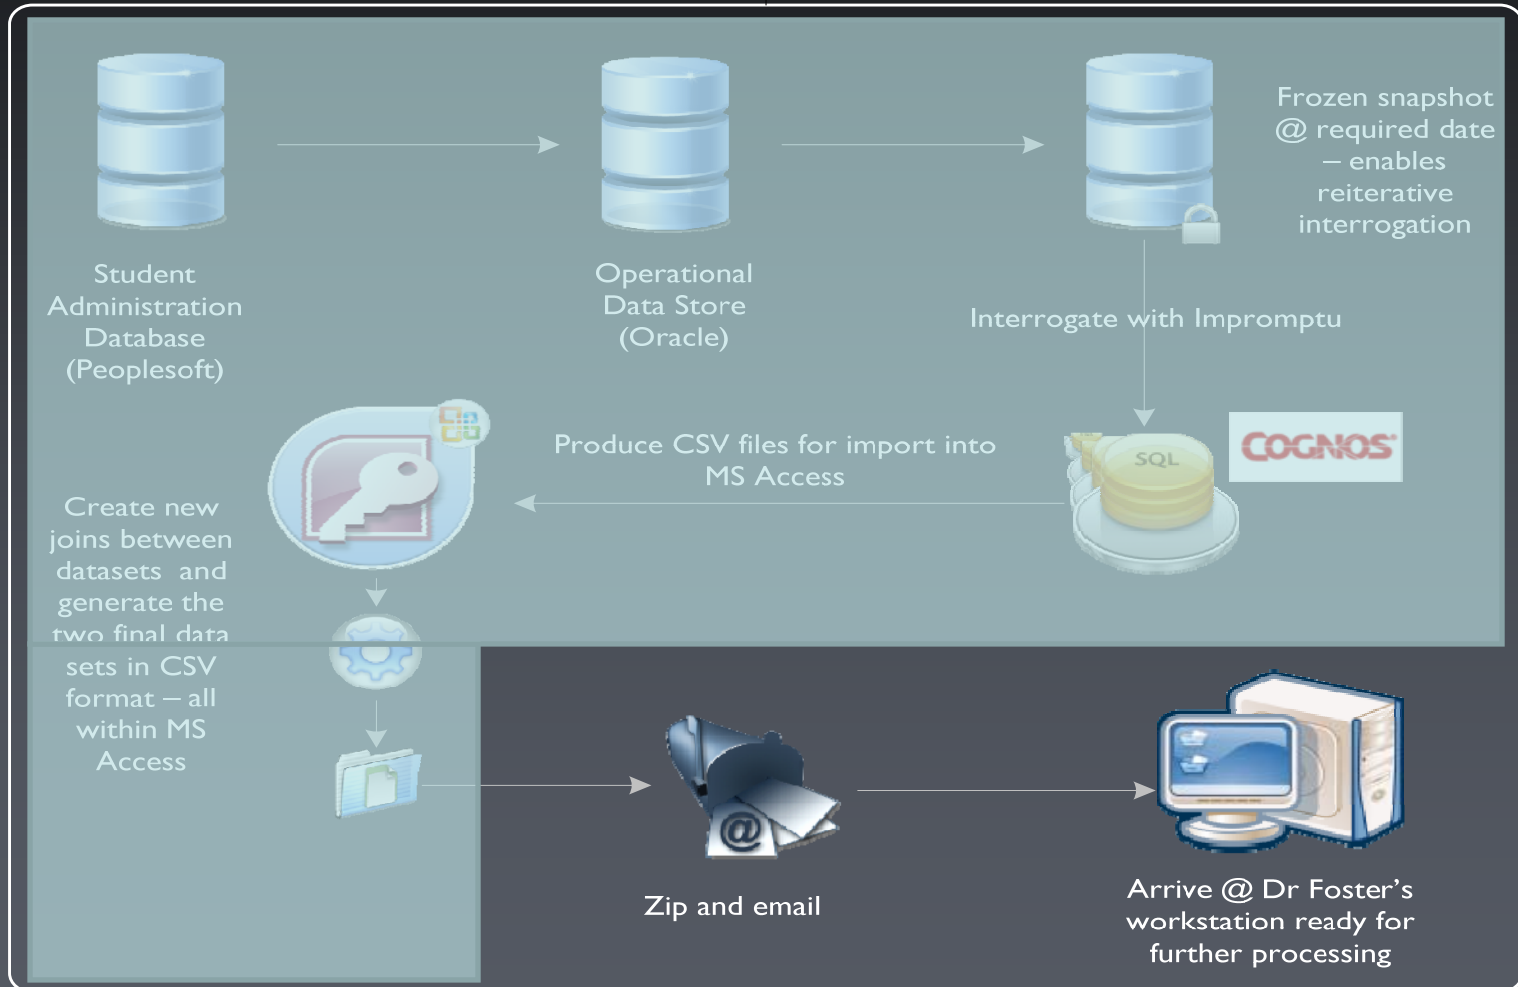 Frozen snapshot
@ required date
– enables
reiterative
interrogation
Student
Administration
Database
(Peoplesoft)
Operational
Data Store
(Oracle)
Interrogate with Impromptu
Produce CSV files for import into
MS Access
SQL
COGNOS®
Create new
joins between
datasets and
generate the
two final data
sets in CSV
format – all
within MS
Access
@
Zip and email
Arrive @ Dr Foster’s
workstation ready for
further processing